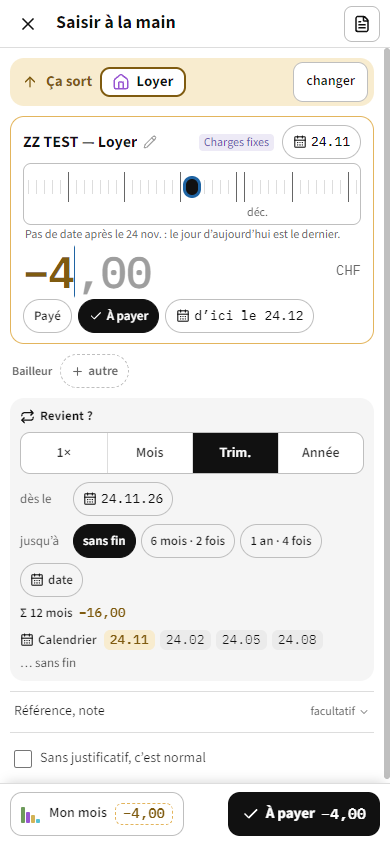 Saisir à la main
Ça sort Loyer changer
ZZ TEST — Loyer Charges fixes 24.11
déc.
Pas de date après le 24 nov. : le jour d’aujourd’hui est le dernier.
−4,00 CHF
Payé À payer d’ici le 24.12
Bailleur + autre
Revient ?
1× Mois Trim. Année
dès le 24.11.26
jusqu’à sans fin 6 mois · 2 fois 1 an · 4 fois
date
Σ 12 mois −16,00
Calendrier 24.11 24.02 24.05 24.08
… sans fin
Référence, note facultatif
Sans justificatif, c’est normal
Mon mois −4,00 À payer −4,00